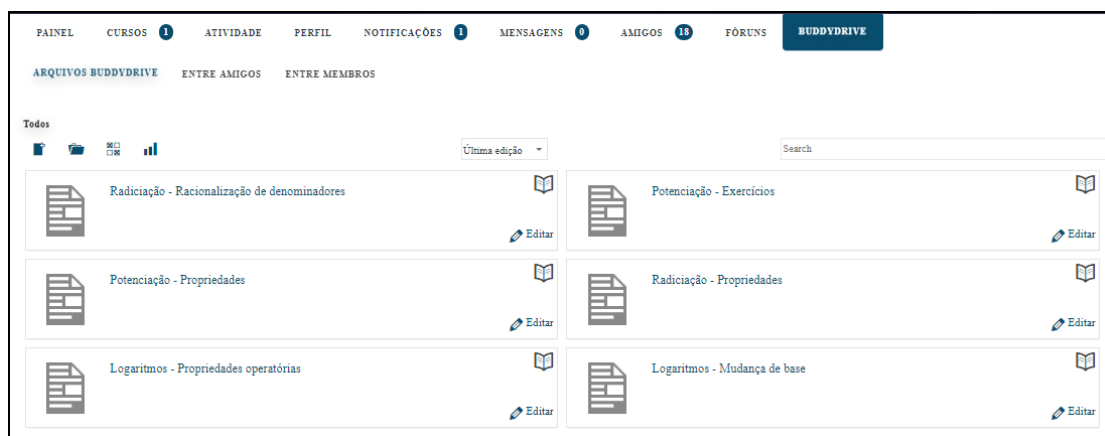 PAINEL CURSOS 1 ATIVIDADE PERFIL NOTIFICAÇÕES 1 MENSAGENS 0 AMIGOS 18 FÓRUNS BUDDYDRIVE
ARQUIVOS BUDDYDRIVE ENTRE AMIGOS ENTRE MEMBROS
Todos
Última edição Search
Radiciação - Racionalização de denominadores
Editar
Potenciação - Exercícios
Editar
Potenciação - Propriedades
Editar
Radiciação - Propriedades
Editar
Logaritmos - Propriedades operatórias
Editar
Logaritmos - Mudança de base
Editar